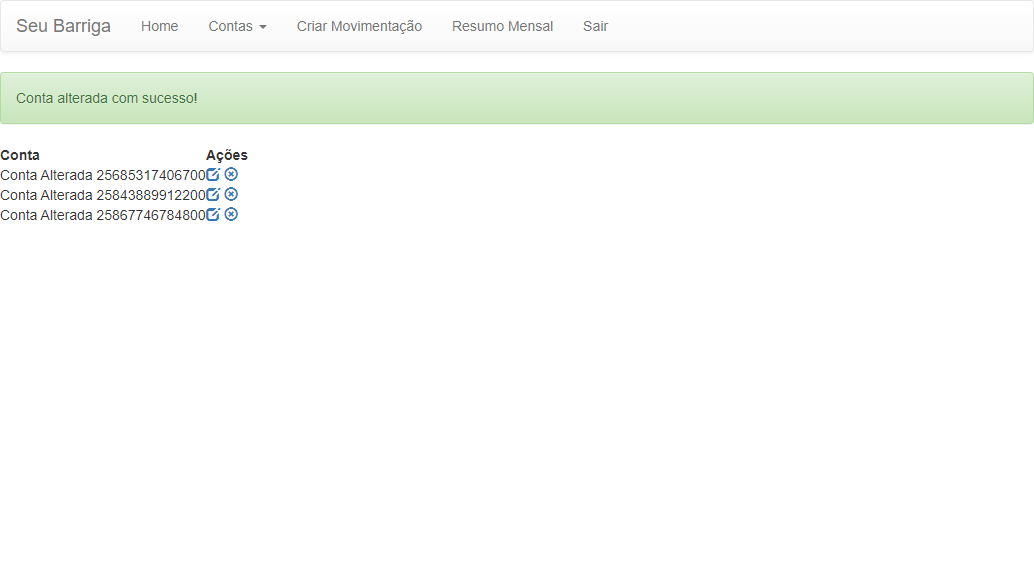 Seu Barriga Home Contas Criar Movimentação Resumo Mensal Sair
Conta alterada com sucesso!
Conta Ações
Conta Alterada 25685317406700
Conta Alterada 25843889912200
Conta Alterada 25867746784800